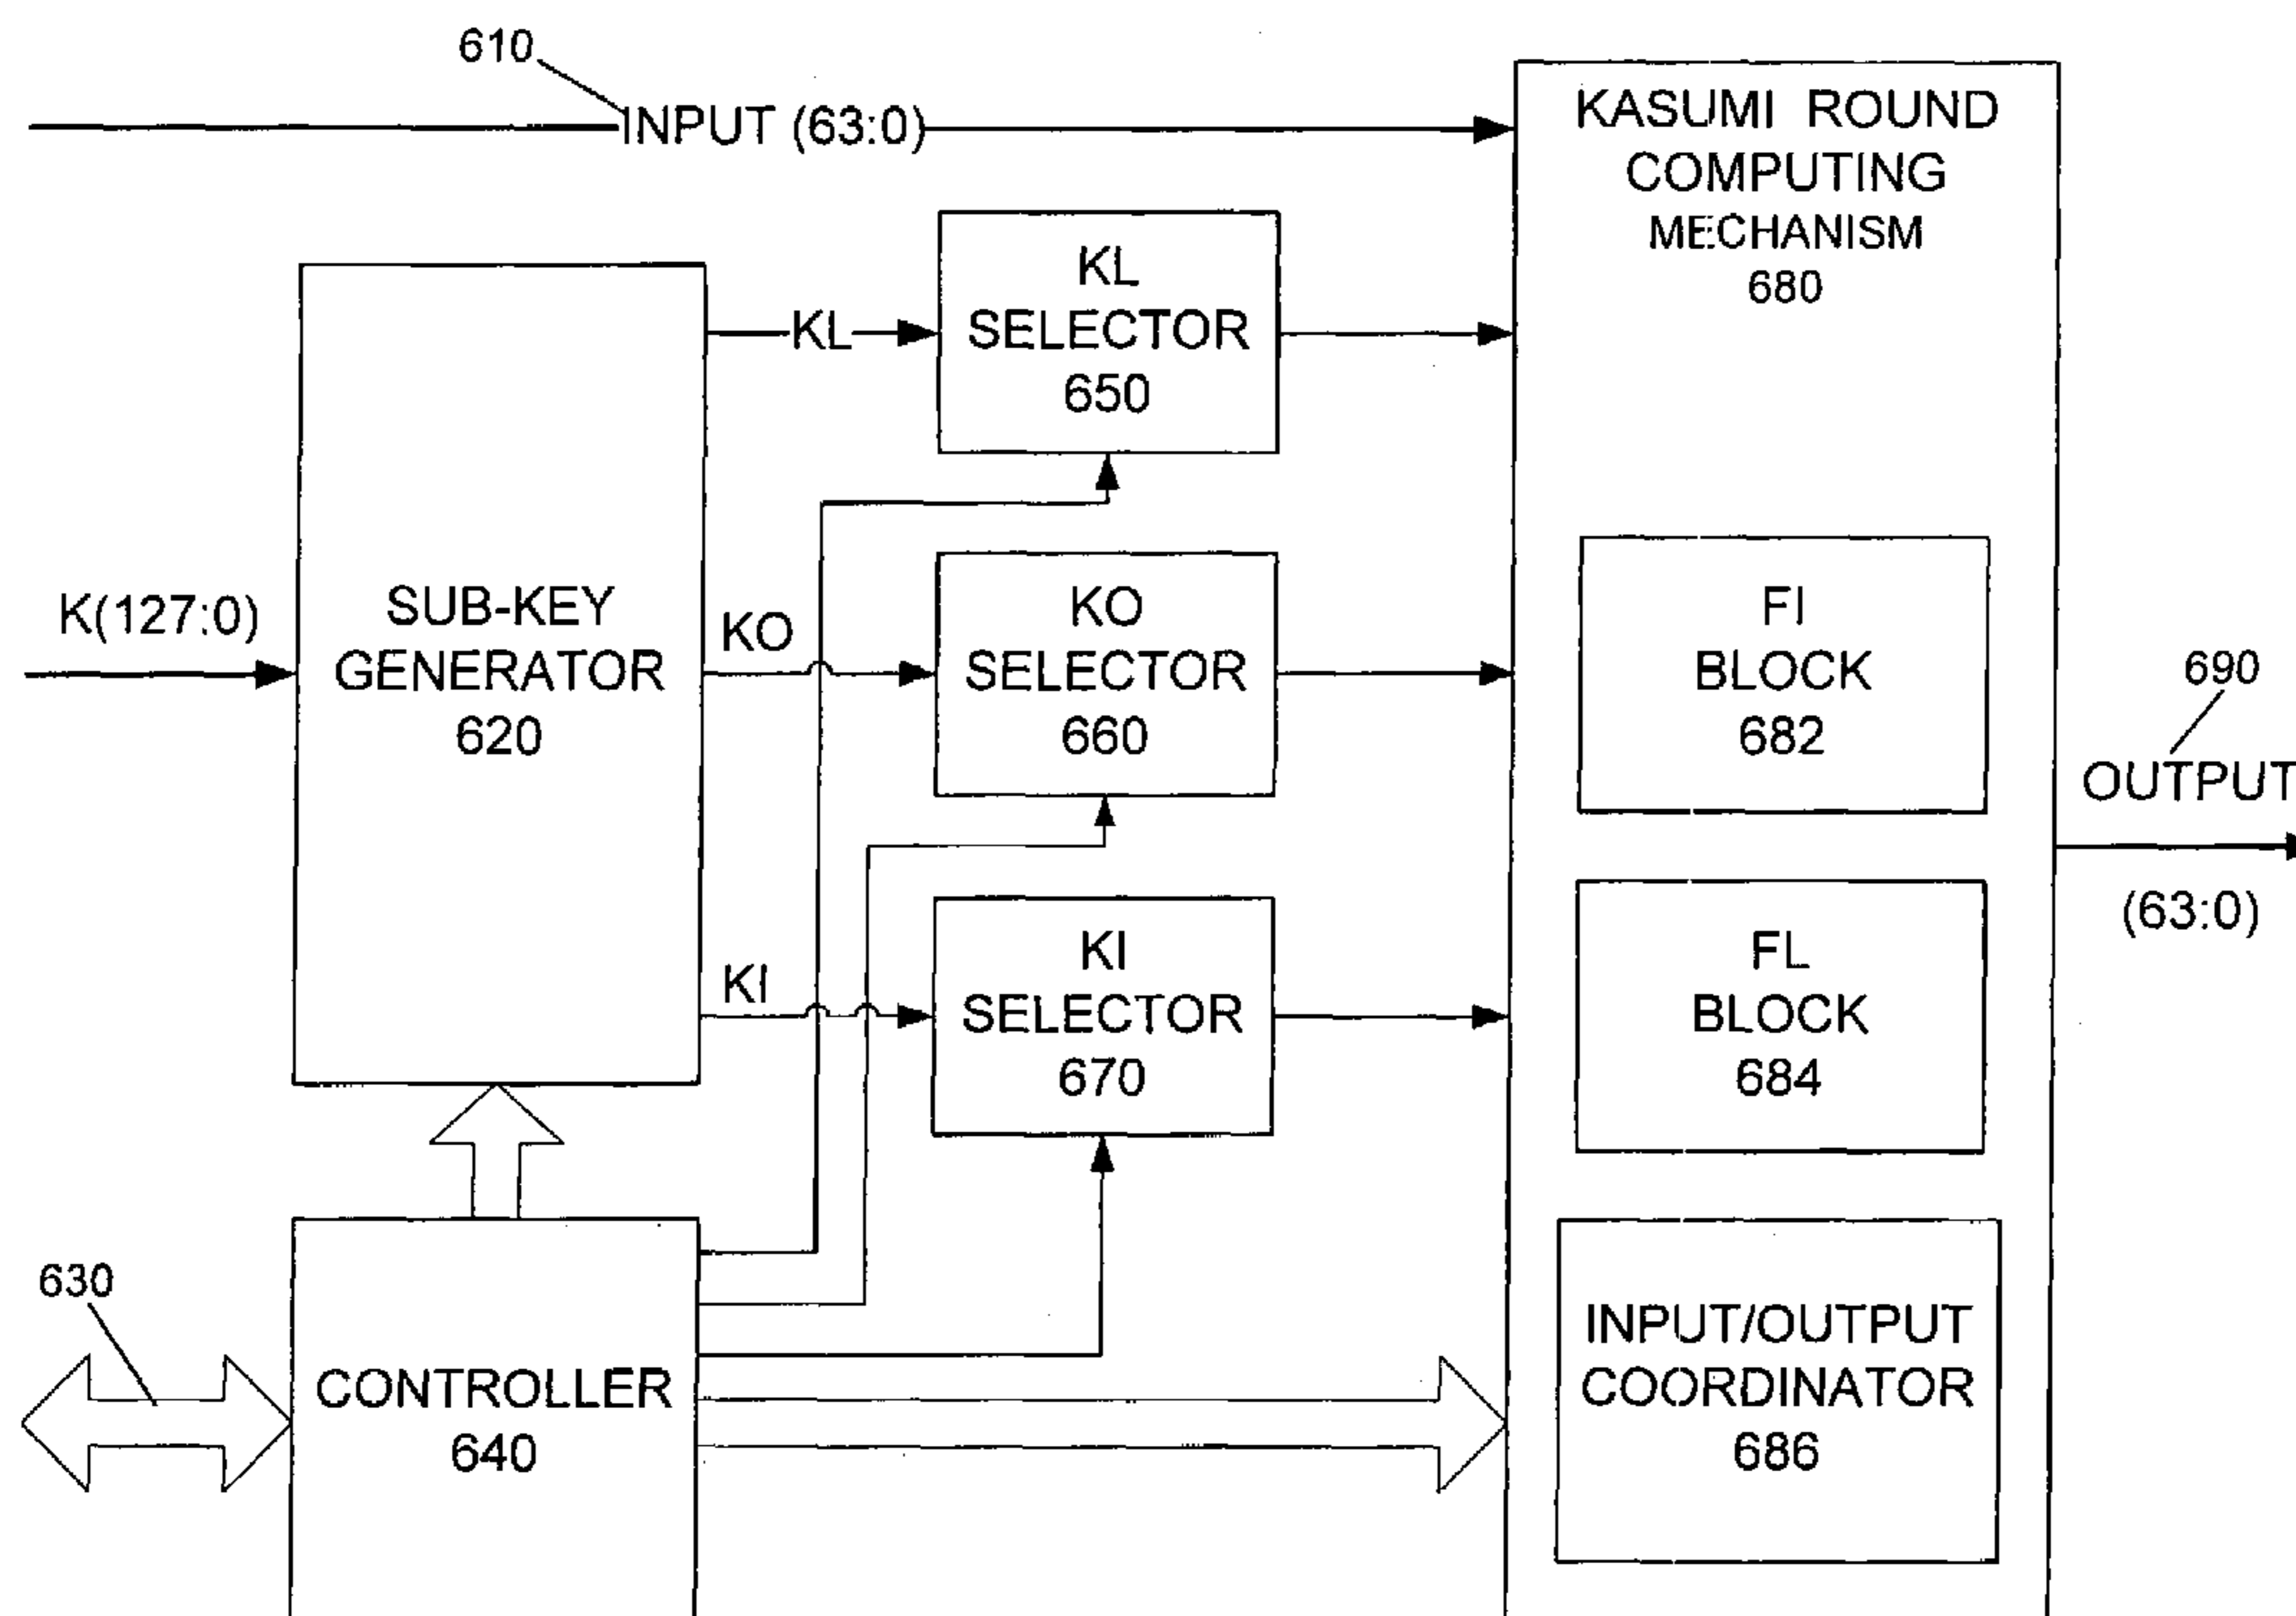 610
INPUT (63:0)
KASUMI ROUND
COMPUTING
MECHANISM
680
KL
SELECTOR
650
KL
K(127:0)
SUB-KEY
GENERATOR
620
KO
KO
SELECTOR
660
FI
BLOCK
682
690
OUTPUT
(63:0)
KI
KI
SELECTOR
670
FL
BLOCK
684
630
CONTROLLER
640
INPUT/OUTPUT
COORDINATOR
686